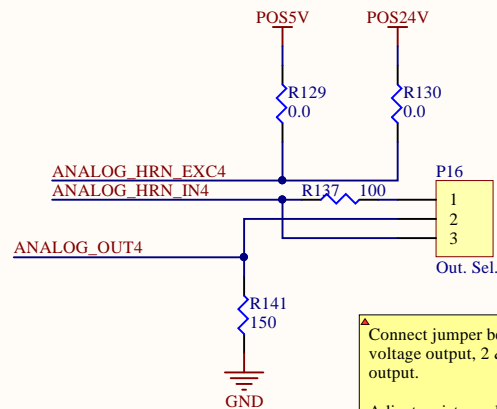 POS5V
POS24V
R129
0.0
R130
0.0
ANALOG_HRN_EXC4
ANALOG_HRN_IN4
R137 100
P16
1
2
3
Out. Sel.
ANALOG_OUT4
R141
150
GND
Connect jumper
voltage output, 2
output.